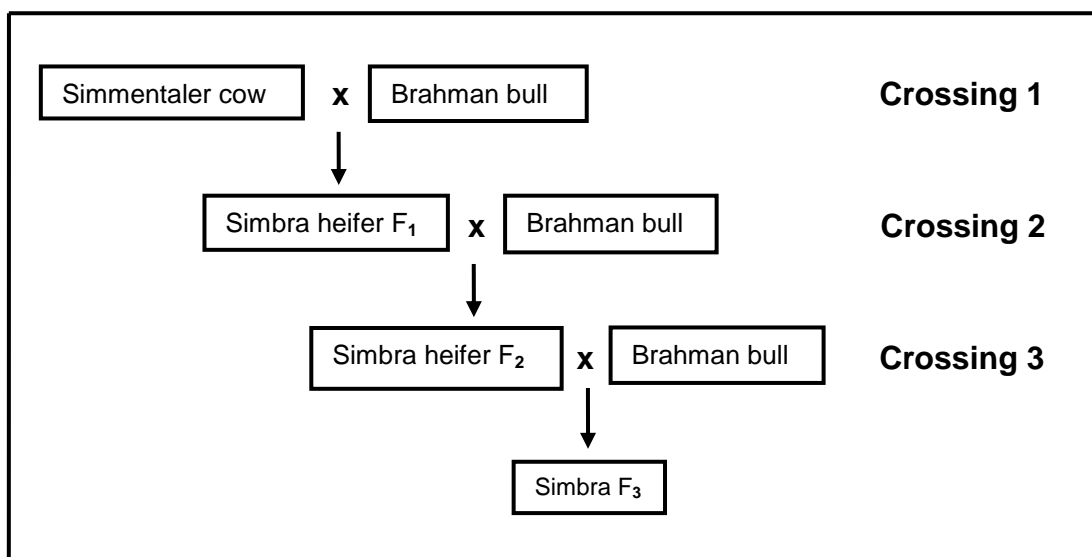 Simmentaler cow x Brahman bull Crossing 1
Simbra heifer F₁ x Brahman bull Crossing 2
Simbra heifer F₂ x Brahman bull Crossing 3
Simbra F₃